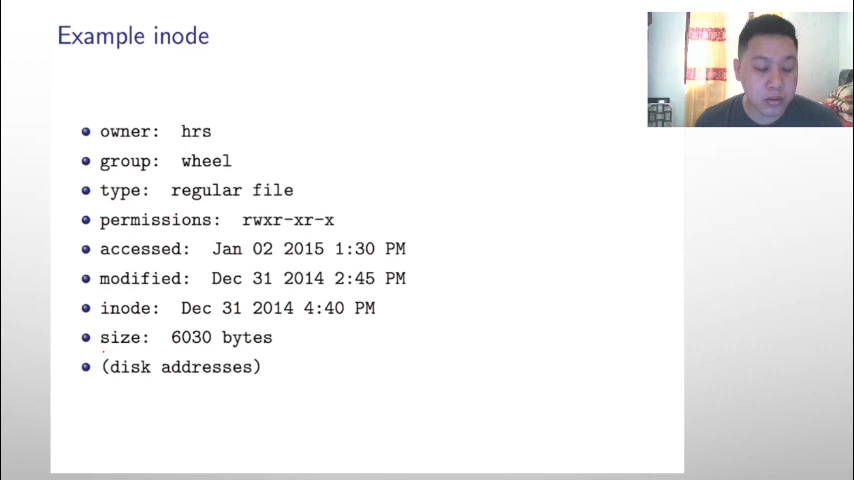 Example inode
owner: hrs
group: wheel
type: regular file
permissions: rwxr-xr-x
accessed: Jan 02 2015 1:30 PM
modified: Dec 31 2014 2:45 PM
inode: Dec 31 2014 4:40 PM
size: 6030 bytes
(disk addresses)